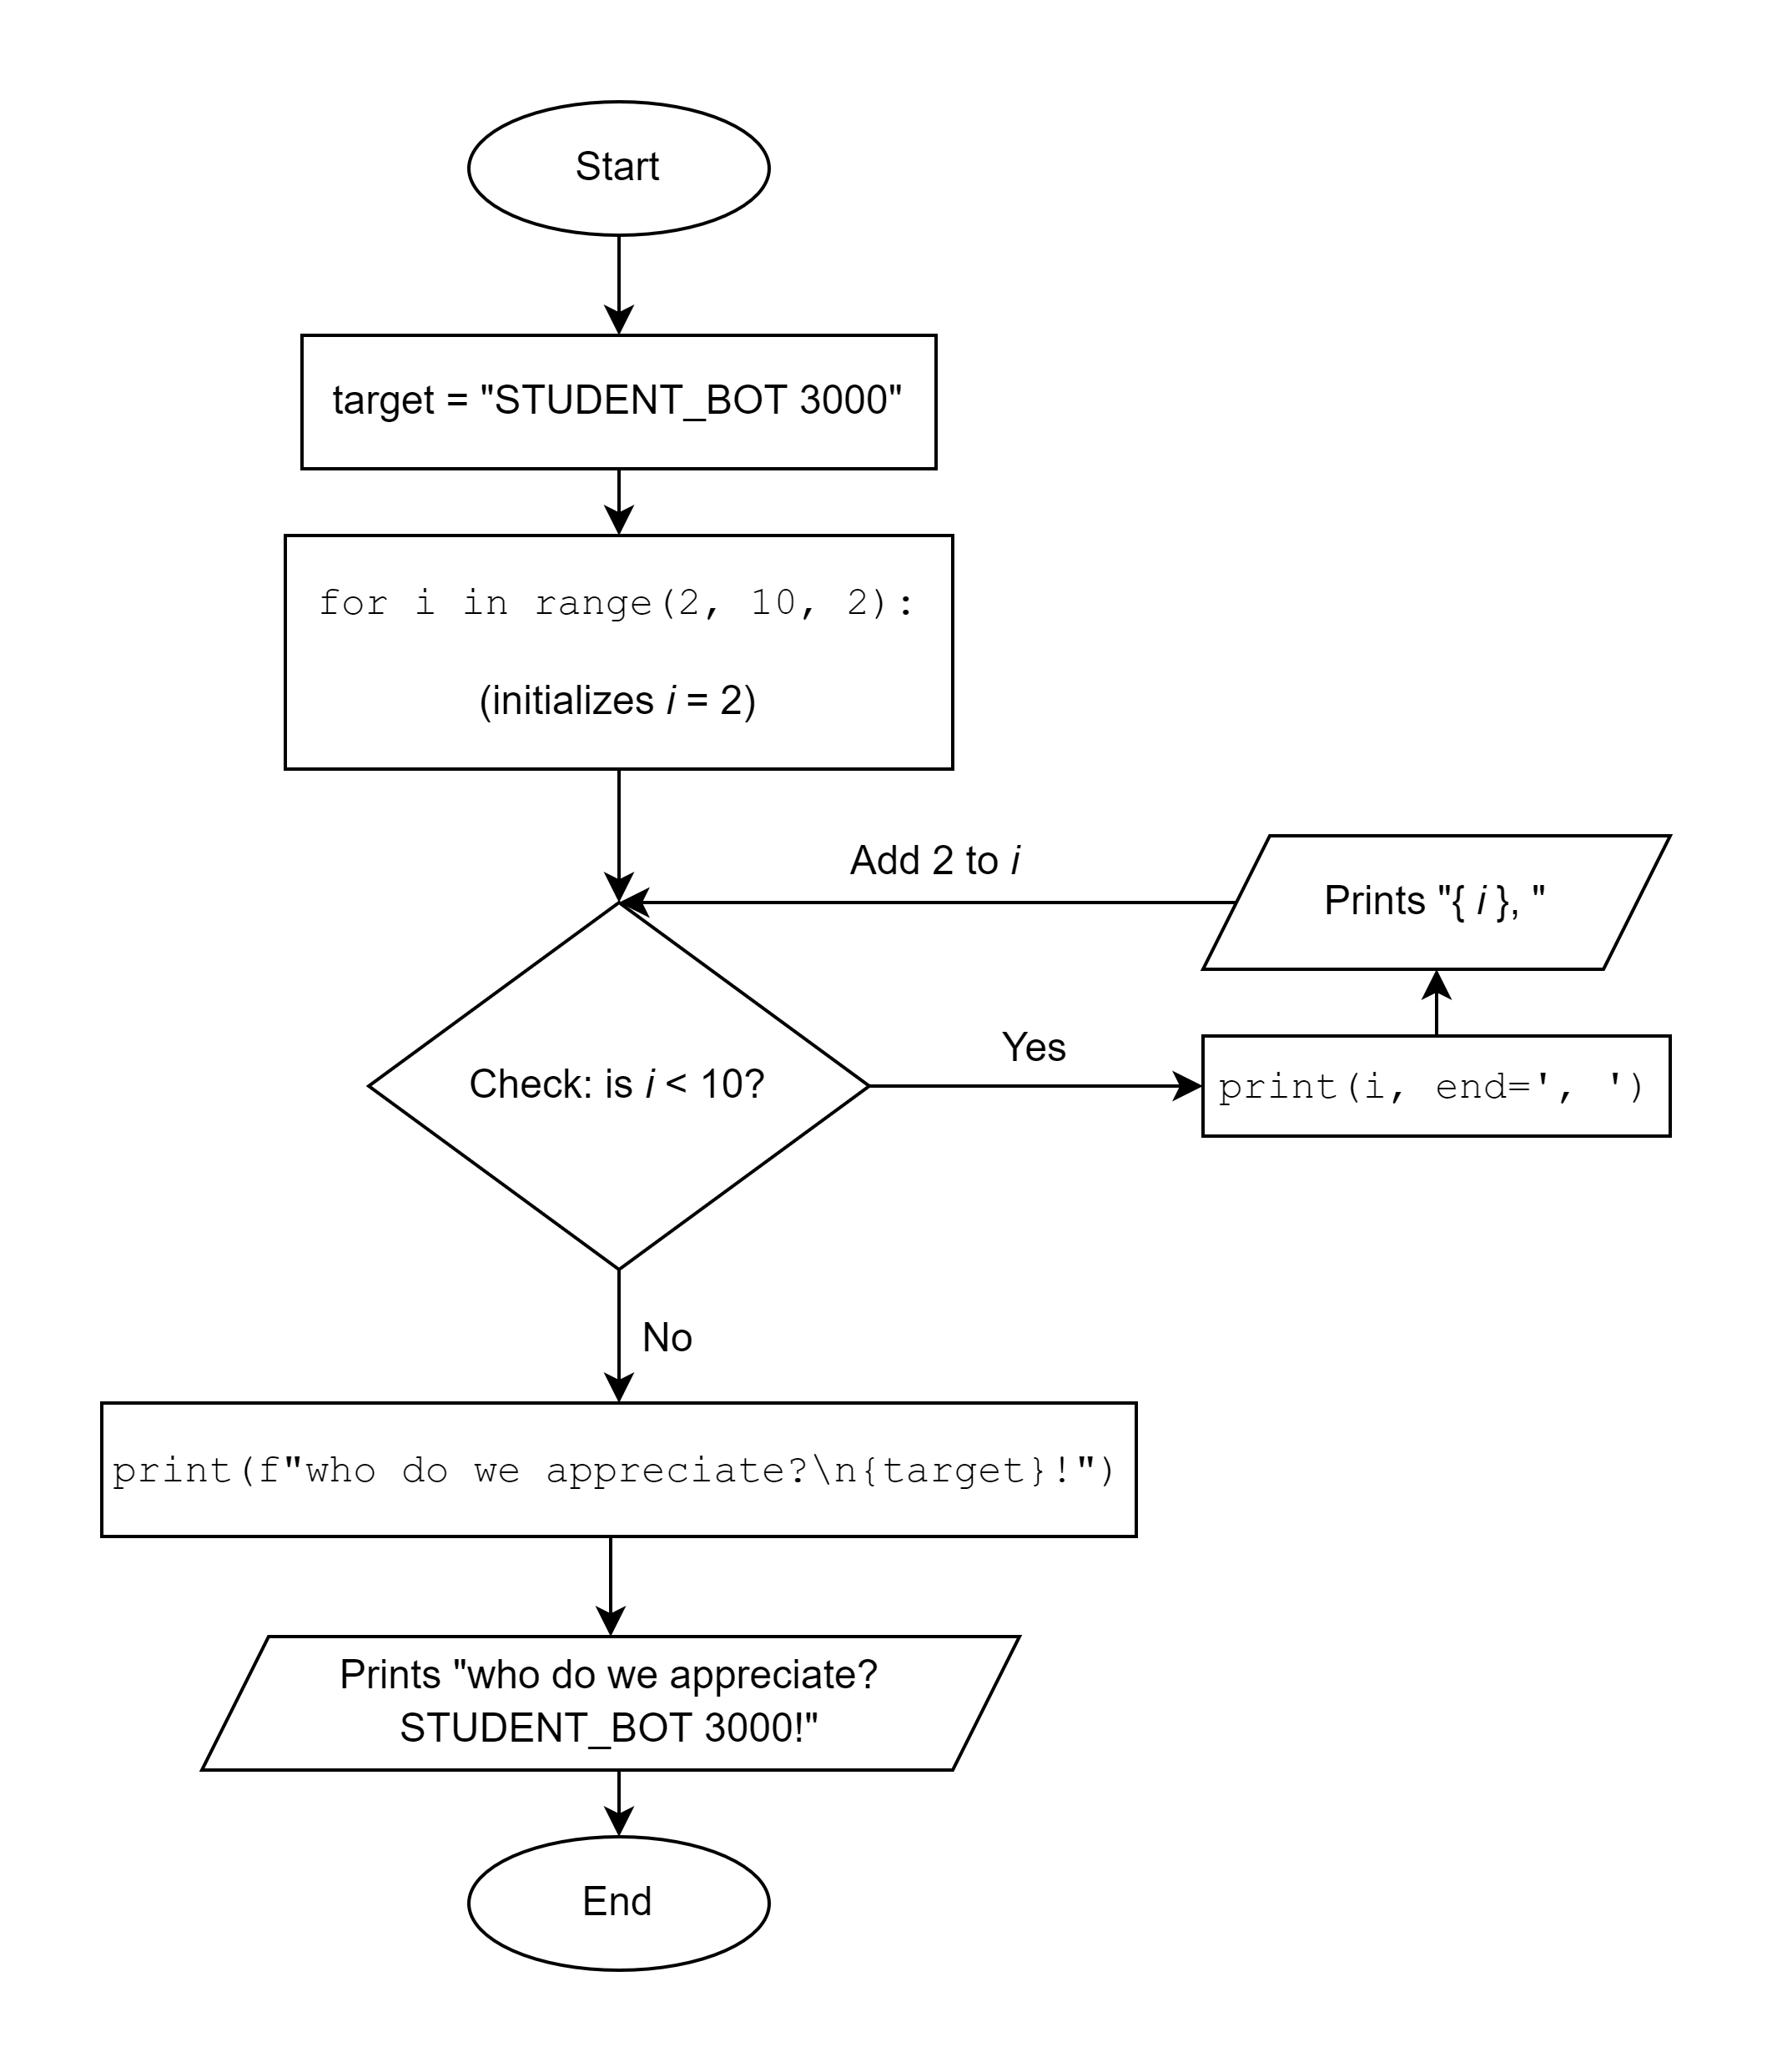 Start
target = "STUDENT_BOT 3000"
for i in range(2, 10, 2):
(initializes i = 2)
Add 2 to i
Prints "{ i }, "
Check: is i < 10?
Yes
print(i, end=', ')
No
print(f"who do we appreciate?\n{target}!")
Prints "who do we appreciate?
STUDENT_BOT 3000!"
End